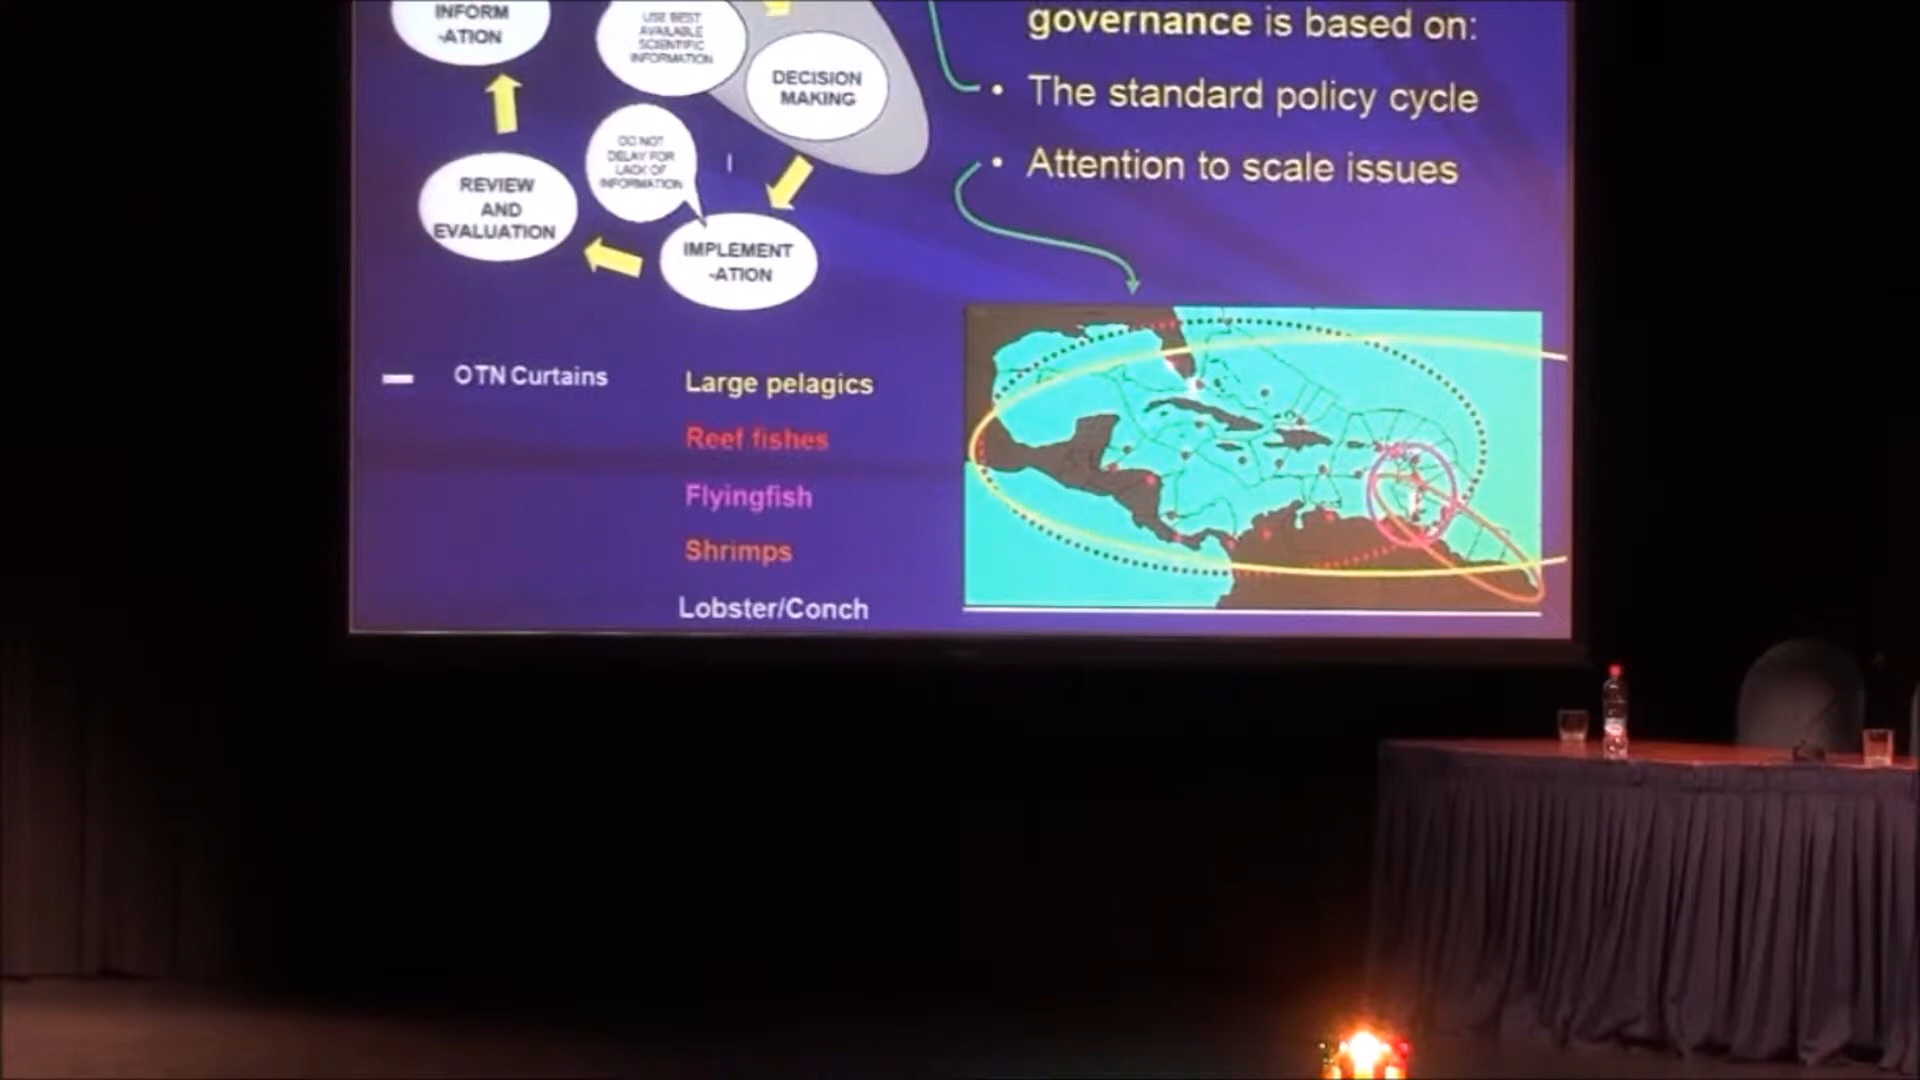 INFORM
-ATION
USE BEST
AVAILABLE
SCIENTIFIC
INFORMATION
DECISION
MAKING
DO NOT
DELAY FOR
LACK OF
INFORMATION
REVIEW
AND
EVALUATION
IMPLEMENT
-ATION
governance is based on:
• The standard policy cycle
• Attention to scale issues
OTN Curtains
Large pelagics
Reef fishes
Flyingfish
Shrimps
Lobster/Conch